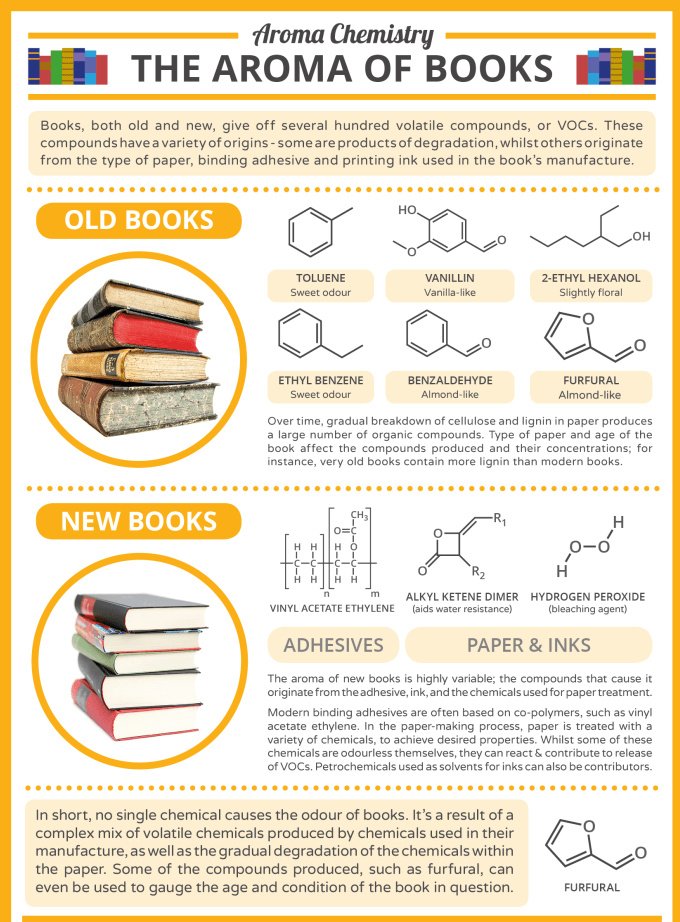 Aroma Chemistry
THE AROMA OF BOOKS
Books, both old and new, give off several hundred volatile compounds, or VOCs. These
compounds have a variety of origins - some are products of degradation, whilst others originate
from the type of paper, binding adhesive and printing ink used in the book's manufacture.
OLD BOOKS
HO
O
O
OH
TOLUENE
Sweet odour
VANILLIN
Vanilla-like
2-ETHYL HEXANOL
Slightly floral
O
O
O
ETHYL BENZENE
Sweet odour
BENZALDEHYDE
Almond-like
FURFURAL
Almond-like
Over time, gradual breakdown of cellulose and lignin in paper produces
a large number of organic compounds. Type of paper and age of the
book affect the compounds produced and their concentrations; for
instance, very old books contain more lignin than modern books.
NEW BOOKS
CH3
O=C
H H H O
C C C C
H H H H
n m
VINYL ACETATE ETHYLENE
O
R1
O
R2
ALKYL KETENE DIMER
(aids water resistance)
H
O–O
H
HYDROGEN PEROXIDE
(bleaching agent)
ADHESIVES
PAPER & INKS
The aroma of new books is highly variable; the compounds that cause it
originate from the adhesive, ink, and the chemicals used for paper treatment.
Modern binding adhesives are often based on co-polymers, such as vinyl
acetate ethylene. In the paper-making process, paper is treated with a
variety of chemicals, to achieve desired properties. Whilst some of these
chemicals are odourless themselves, they can react & contribute to release
of VOCs. Petrochemicals used as solvents for inks can also be contributors.
In short, no single chemical causes the odour of books. It's a result of a
complex mix of volatile chemicals produced by chemicals used in their
manufacture, as well as the gradual degradation of the chemicals within
the paper. Some of the compounds produced, such as furfural, can
even be used to gauge the age and condition of the book in question.
O
O
FURFURAL